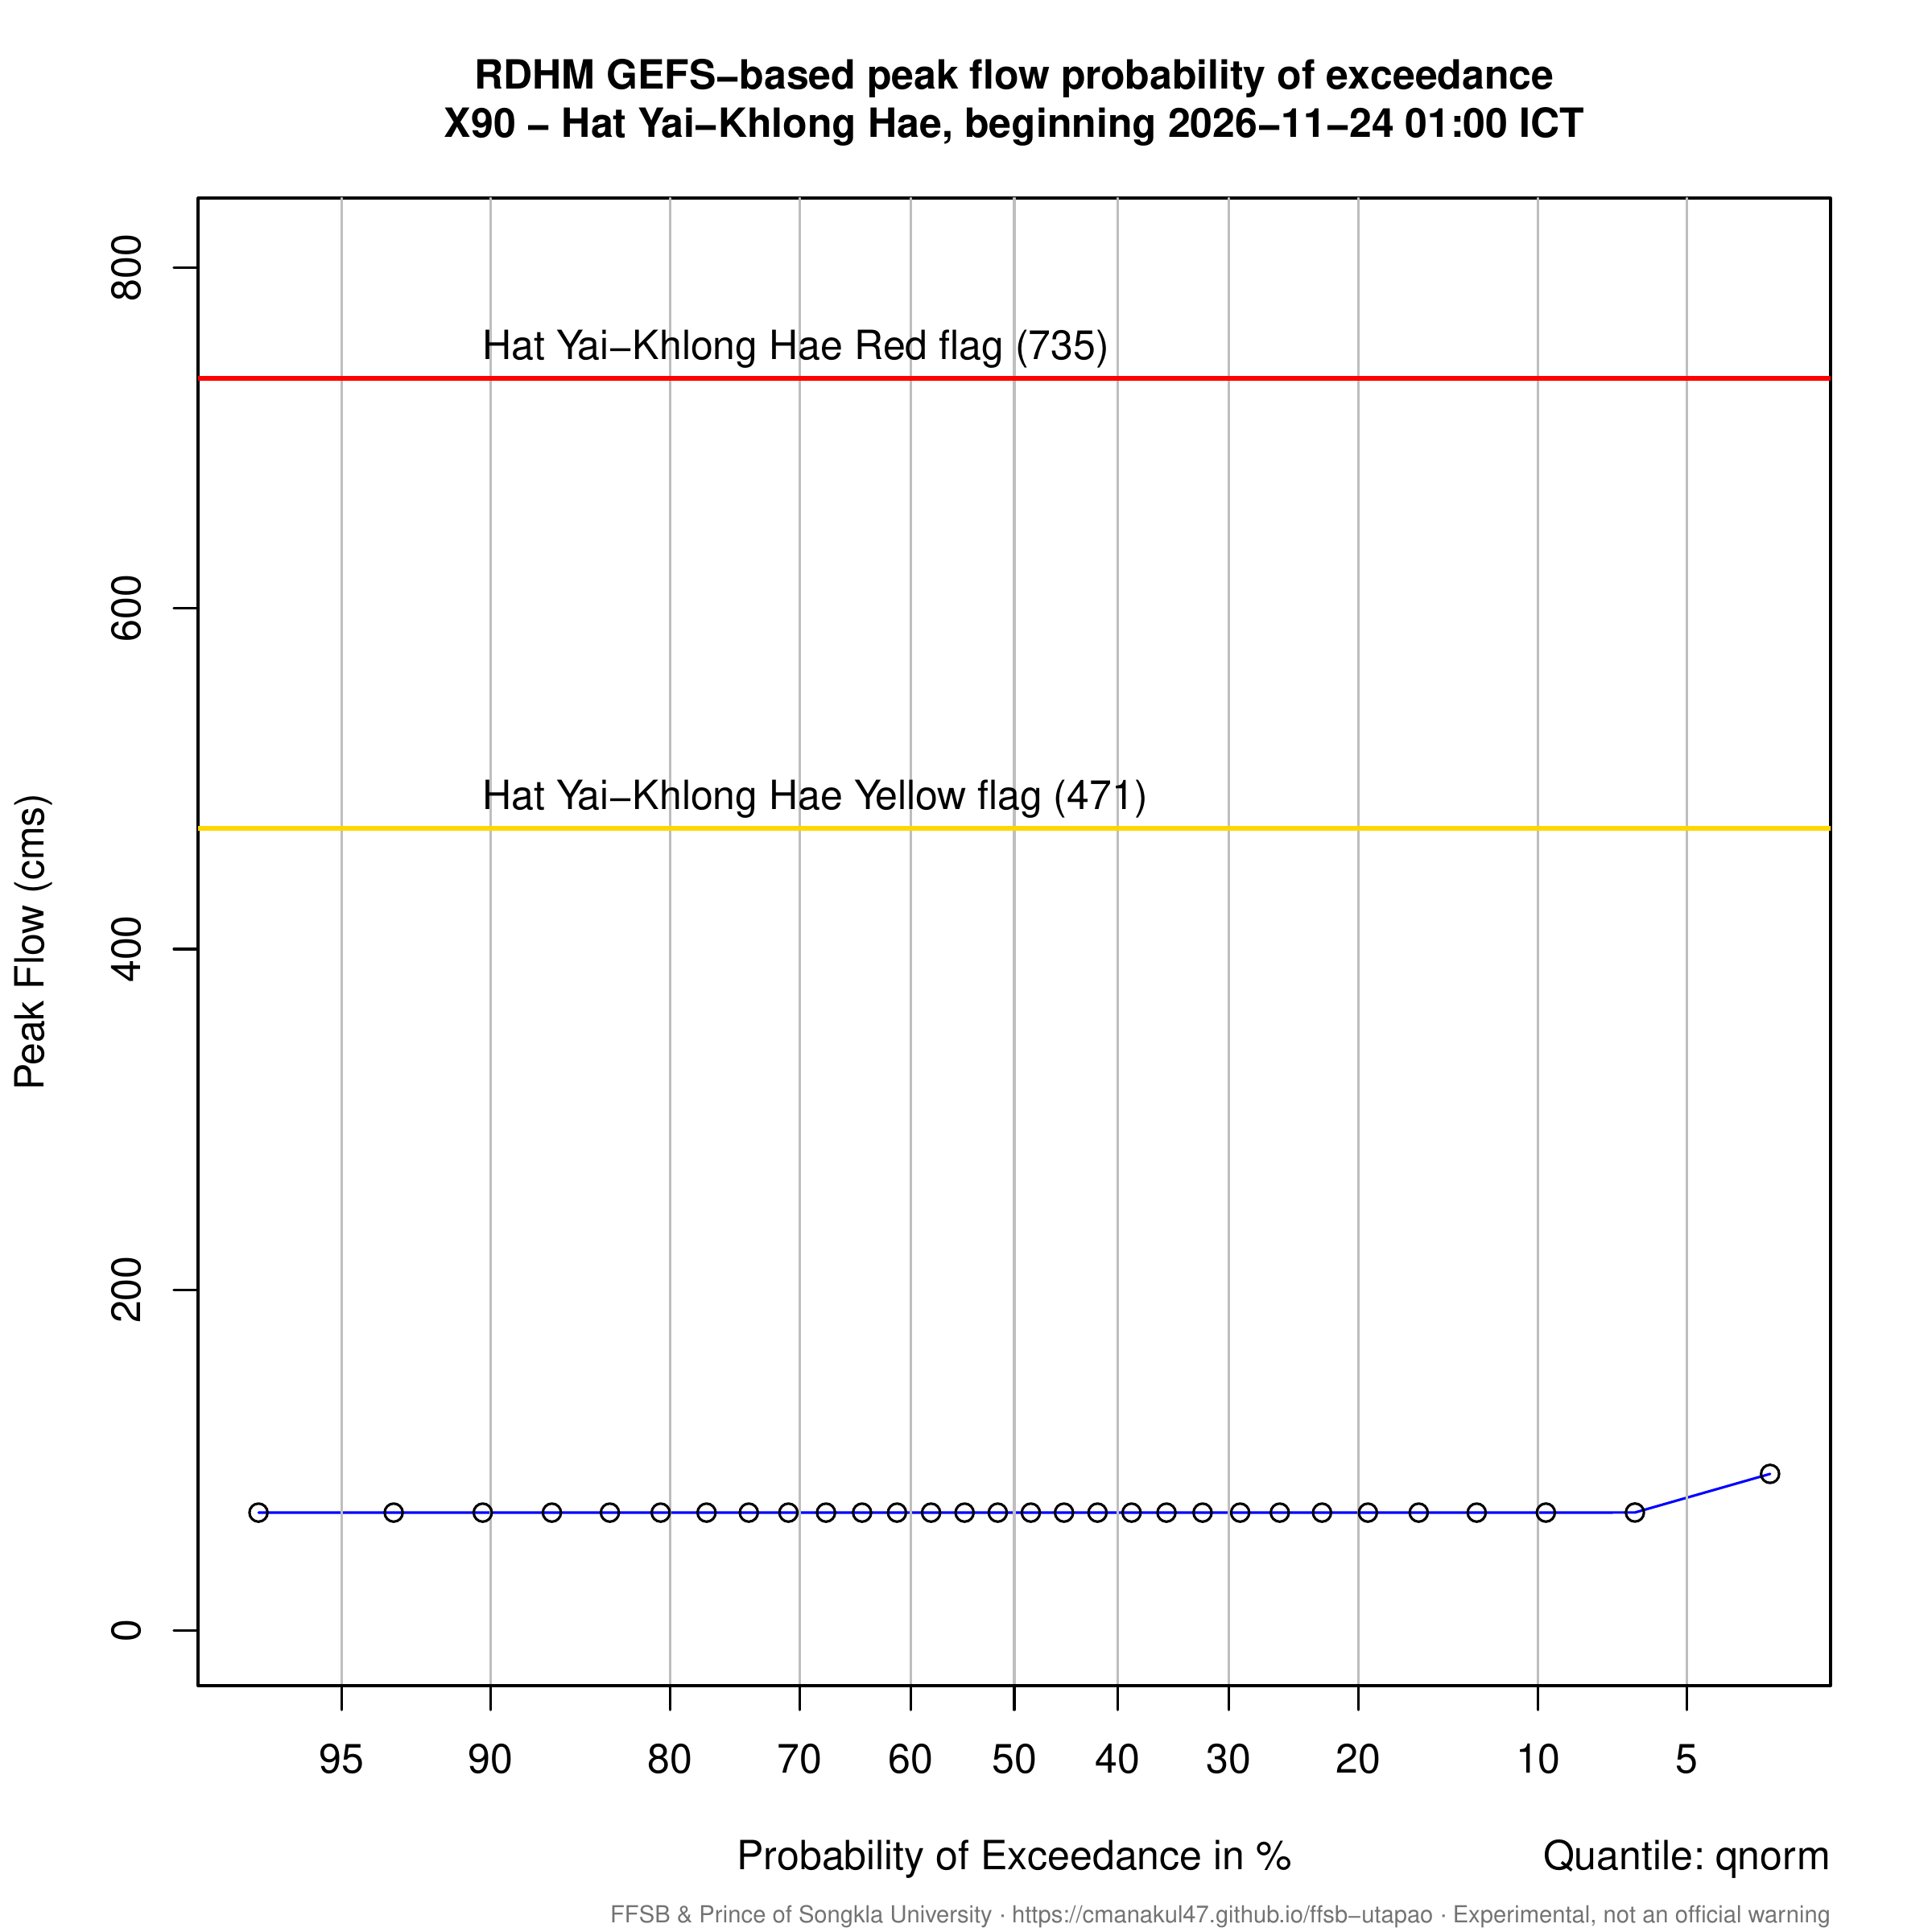 RDHM GEFS−based peak flow probability of exceedance
X90 − Hat Yai−Khlong Hae, beginning 2026−11−24 01:00 ICT
800
Hat Yai−Khlong Hae Red flag (735)
600
Hat Yai−Khlong Hae Yellow flag (471)
Peak Flow (cms)
400
200
0
95 90 80 70 60 50 40 30 20 10 5
Probability of Exceedance in %
Quantile: qnorm
FFSB & Prince of Songkla University · https://cmanakul47.github.io/ffsb−utapao · Experimental, not an official warning